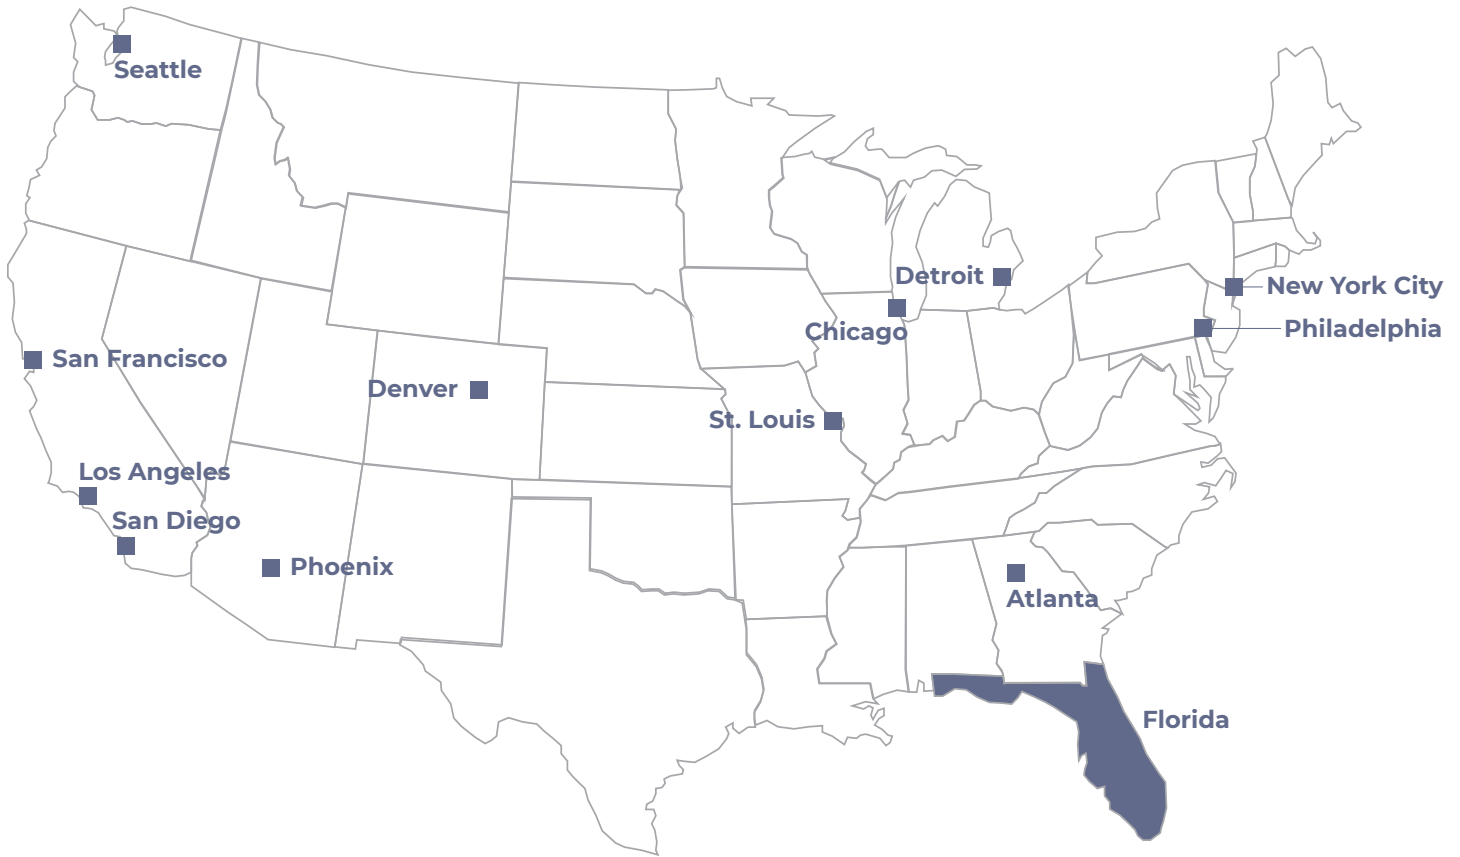 Seattle
Detroit
New York City
Chicago
Philadelphia
San Francisco
Denver
St. Louis
Los Angeles
San Diego
Phoenix
Atlanta
Florida